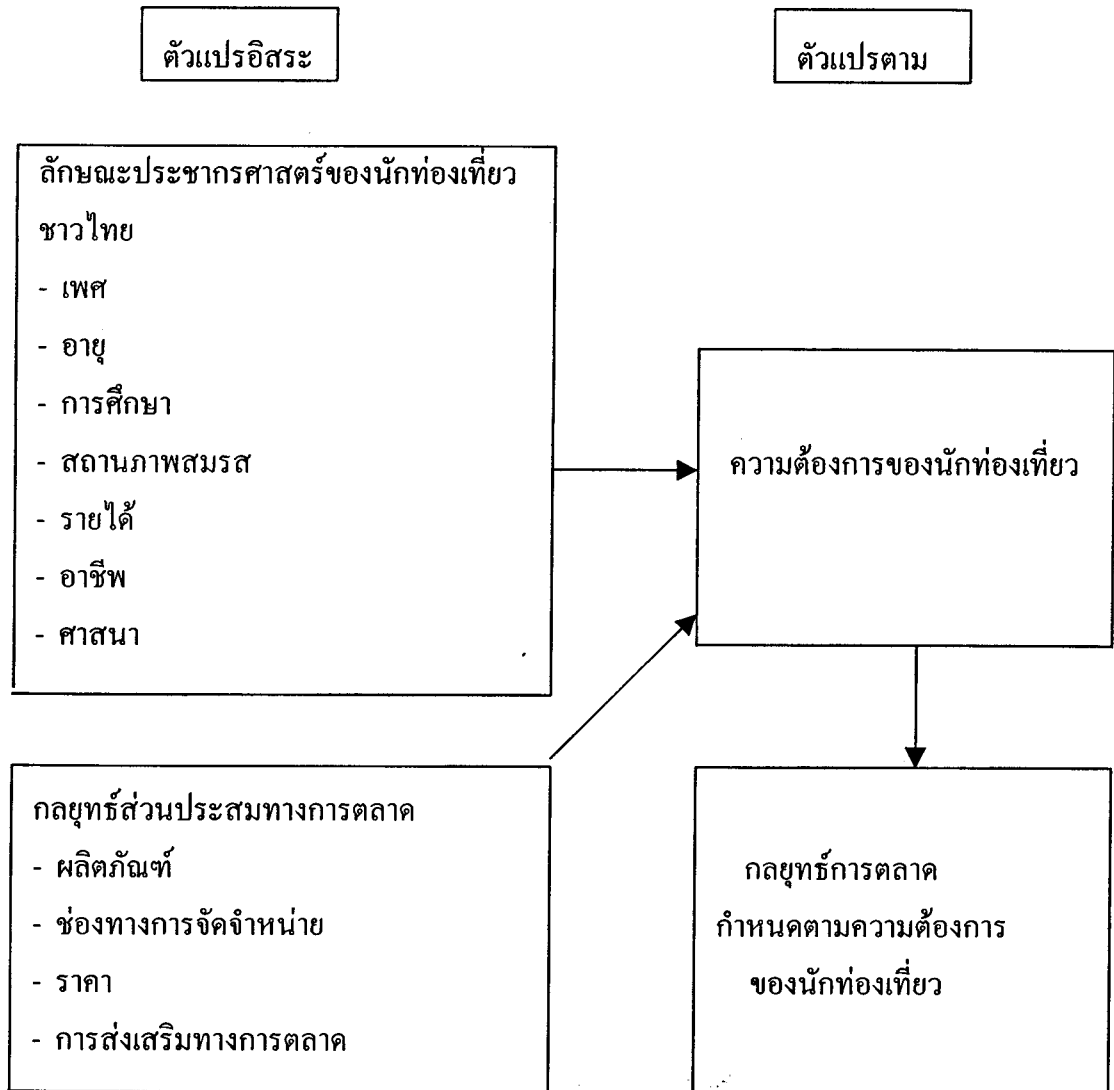 ตัวแปรอิสระ
ตัวแปรตาม
ลักษณะประชากรศาสตร์ของนักท่องเที่ยว
ชาวไทย
- เพศ
- อายุ
- การศึกษา
- สถานภาพสมรส
- รายได้
- อาชีพ
- ศาสนา
ความต้องการของนักท่องเที่ยว
กลยุทธ์ส่วนประสมทางการตลาด
- ผลิตภัณฑ์
- ช่องทางการจัดจำหน่าย
- ราคา
- การส่งเสริมทางการตลาด
กลยุทธ์การตลาด
กำหนดตามความต้องการ
ของนักท่องเที่ยว